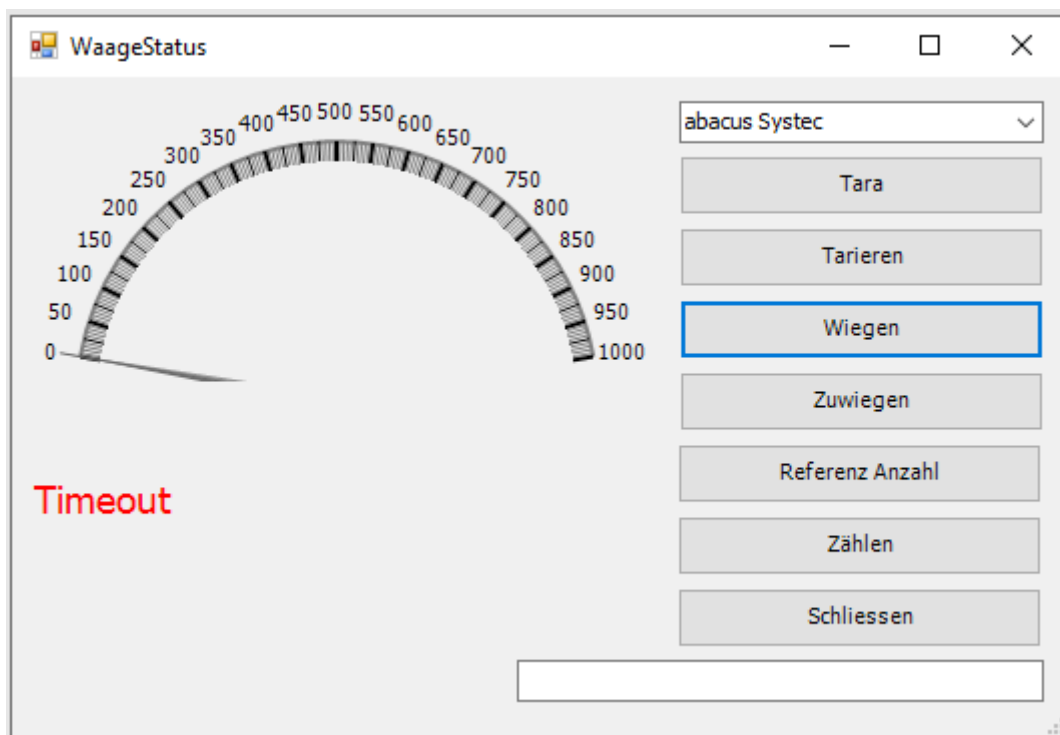 WaageStatus
0
50
100
150
200
250
300
350
400
450
500
550
600
650
700
750
800
850
900
950
1000
Timeout
abacus Systec
Tara
Tarieren
Wiegen
Zuwiegen
Referenz Anzahl
Zählen
Schliessen